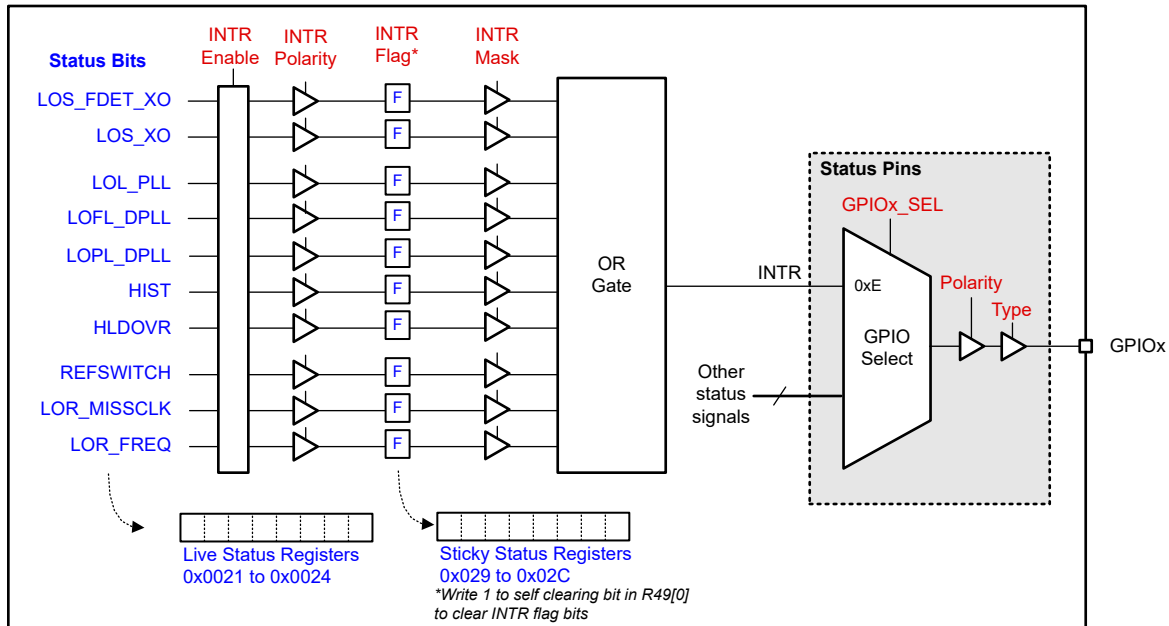 Status Bits
INTR
Enable
INTR
Polarity
INTR
Flag*
INTR
Mask
LOS_FDET_XO
LOS_XO
LOL_PLL
LOFL_DPLL
LOPL_DPLL
HIST
HLDOVR
REFSWITCH
LOR_MISSCLK
LOR_FREQ
F
F
F
F
F
F
F
F
F
F
OR
Gate
INTR
Other
status
signals
Status Pins
GPIOx_SEL
0xE
GPIO
Select
Polarity
Type
GPIOx
Live Status Registers
0x0021 to 0x0024
Sticky Status Registers
0x029 to 0x02C
*Write 1 to self clearing bit in R49[0]
to clear INTR flag bits